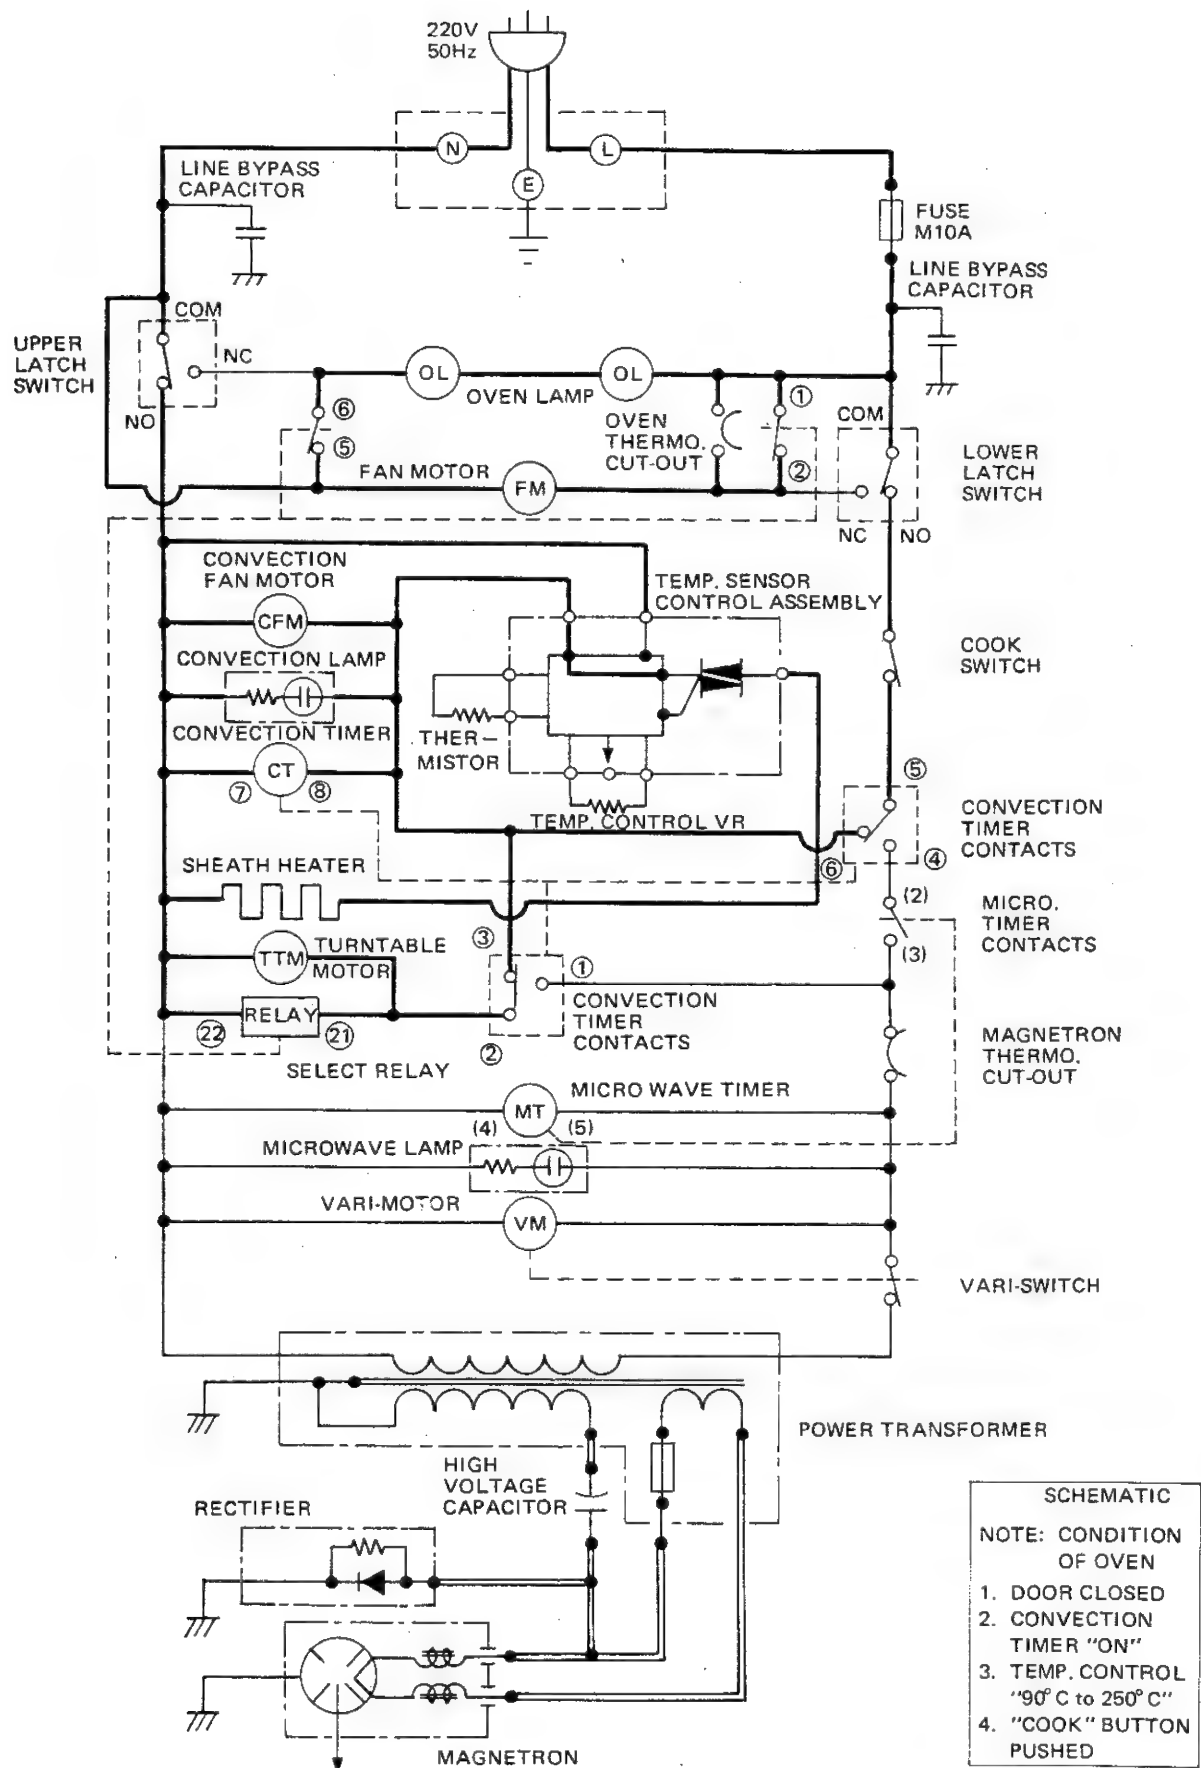 220V
50Hz
N
L
E
LINE BYPASS
CAPACITOR
FUSE
M10A
LINE BYPASS
CAPACITOR
COM
UPPER
LATCH
SWITCH
NC
NO
OL
OL
OVEN LAMP
⑥
⑤
OVEN
THERMO.
CUT-OUT
①
②
COM
LOWER
LATCH
SWITCH
NC
NO
FAN MOTOR
FM
CONVECTION
FAN MOTOR
CFM
TEMP. SENSOR
CONTROL ASSEMBLY
COOK
SWITCH
CONVECTION LAMP
CONVECTION TIMER
CT
⑦
⑧
THER-
MISTOR
TEMP. CONTROL VR
⑤
⑥
④
CONVECTION
TIMER
CONTACTS
SHEATH HEATER
(2)
(3)
MICRO.
TIMER
CONTACTS
TTM
TURNTABLE
MOTOR
③
①
②
CONVECTION
TIMER
CONTACTS
RELAY
㉒
㉑
SELECT RELAY
MAGNETRON
THERMO.
CUT-OUT
MICRO WAVE TIMER
MT
(4)
(5)
MICROWAVE LAMP
VARI-MOTOR
VM
VARI-SWITCH
POWER TRANSFORMER
HIGH
VOLTAGE
CAPACITOR
RECTIFIER
MAGNETRON
SCHEMATIC
NOTE: CONDITION
OF OVEN
1. DOOR CLOSED
2. CONVECTION
TIMER "ON"
3. TEMP. CONTROL
"90°C to 250°C"
4. "COOK" BUTTON
PUSHED